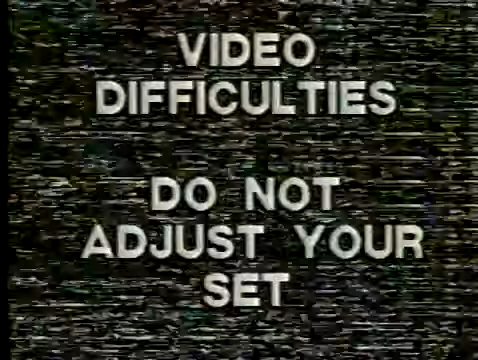 VIDEO
DIFFICULTIES
DO NOT
ADJUST YOUR
SET